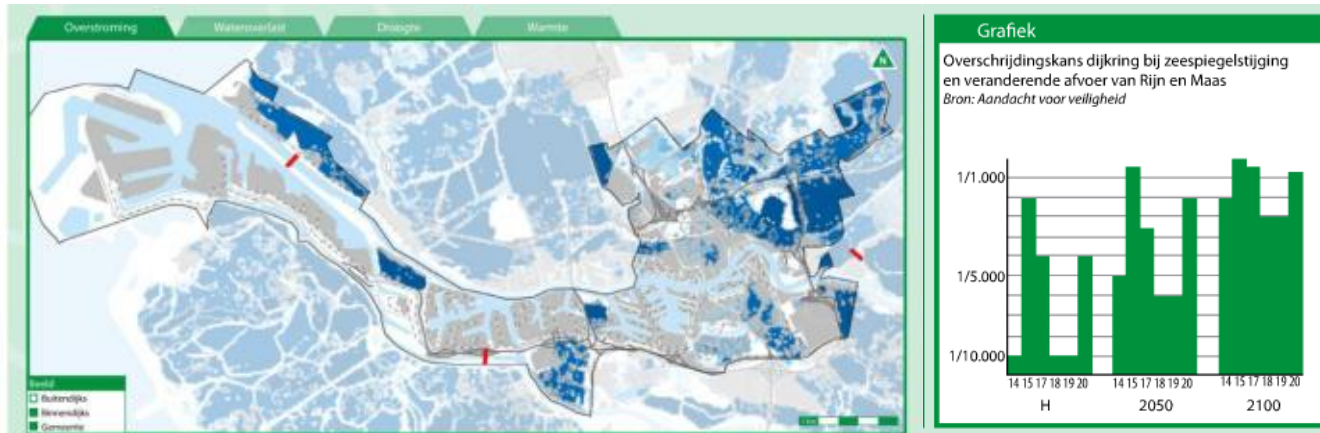 Overstroming
Wateroverlast
Droogte
Warmte
N
Beeld
Buitendijks
Binnendijks
Gemeente
Grafiek
Overschrijdingskans dijkring bij zeespiegelstijging
en veranderende afvoer van Rijn en Maas
Bron: Aandacht voor veiligheid
1/1.000
1/5.000
1/10.000
14 15 17 18 19 20 14 15 17 18 19 20 14 15 17 18 19 20
H 2050 2100